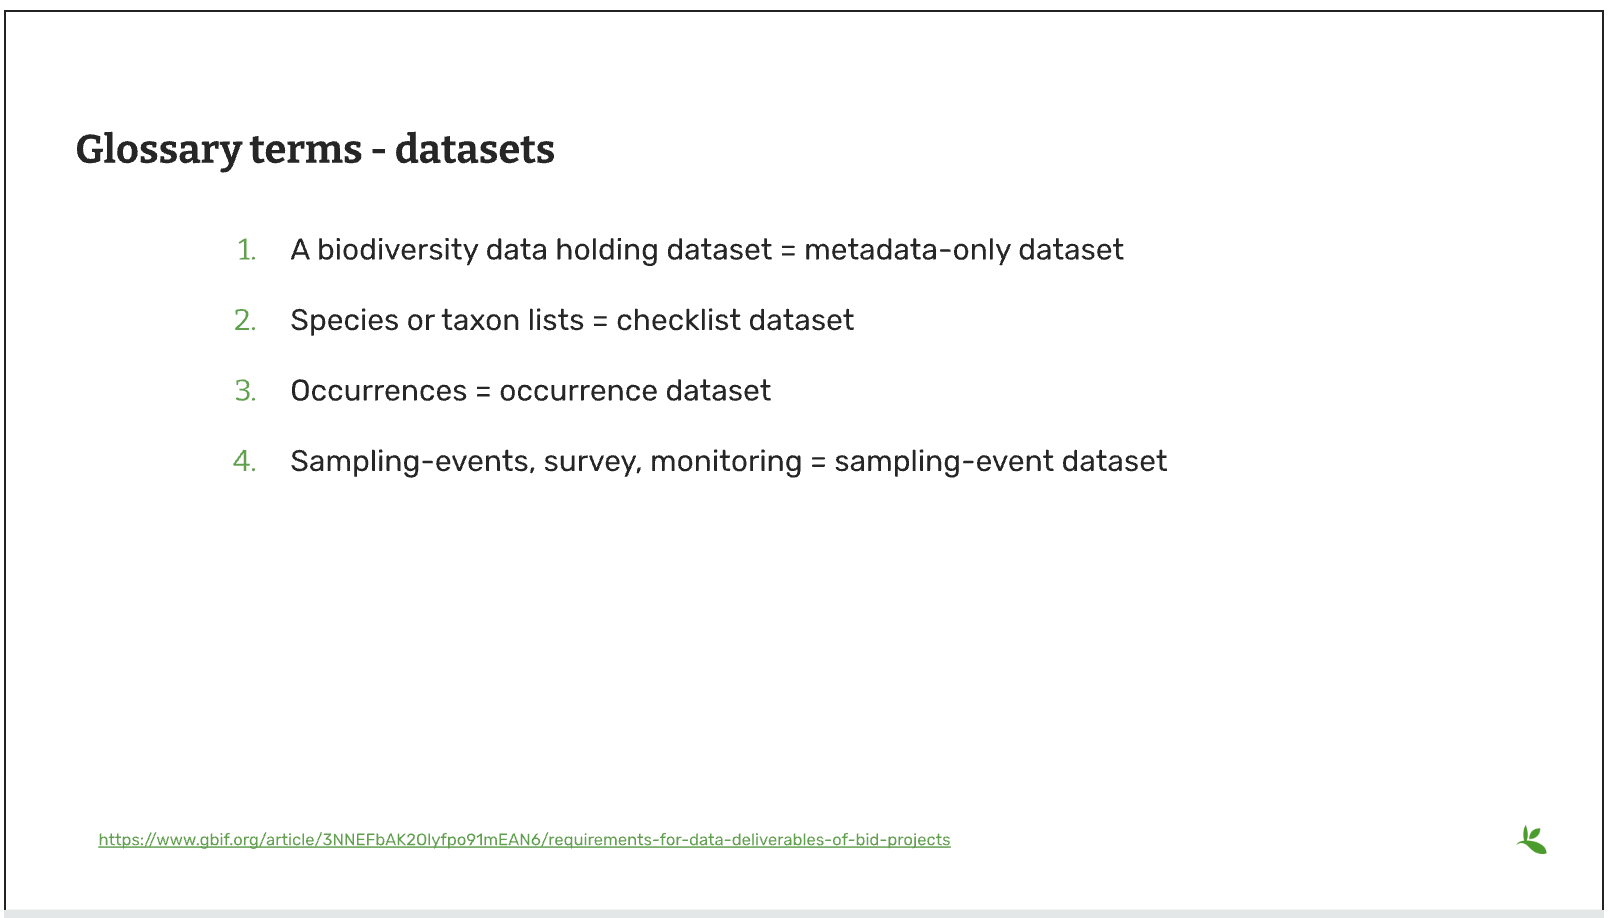 Glossary terms - datasets
1. A biodiversity data holding dataset = metadata-only dataset
2. Species or taxon lists = checklist dataset
3. Occurrences = occurrence dataset
4. Sampling-events, survey, monitoring = sampling-event dataset
https://www.gbif.org/article/3NNEFbAK2OIyfpo91mEAN6/requirements-for-data-deliverables-of-bid-projects